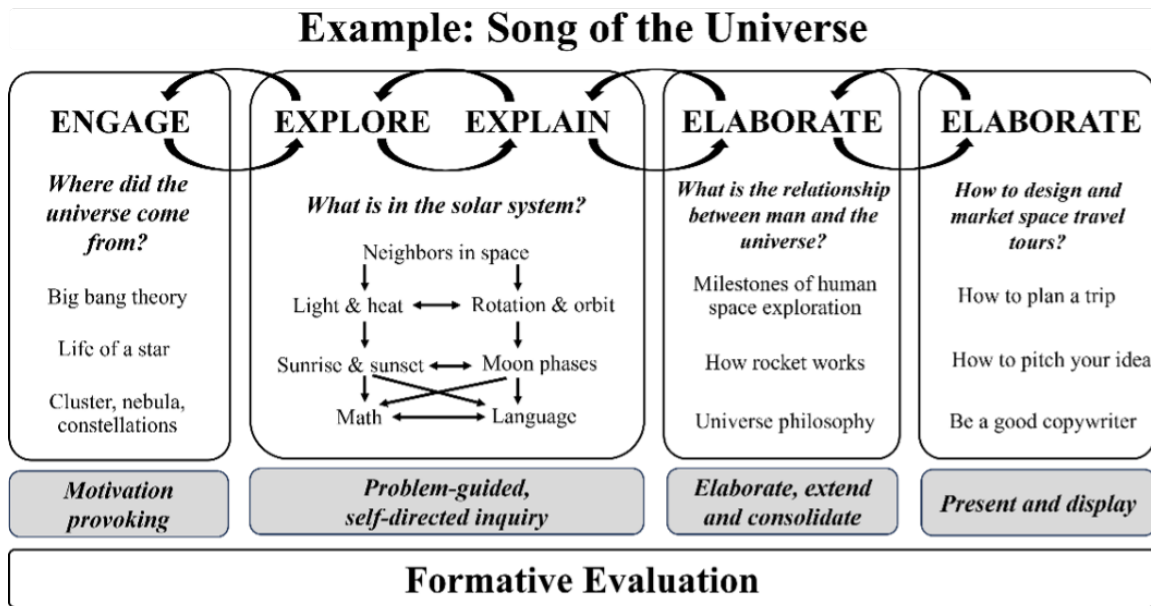 Example: Song of the Universe
ENGAGE
Where did the
universe come
from?
Big bang theory
Life of a star
Cluster, nebula,
constellations
Motivation
provoking
EXPLORE
EXPLAIN
What is in the solar system?
Neighbors in space
Light & heat
Rotation & orbit
Sunrise & sunset
Moon phases
Math
Language
Problem-guided,
self-directed inquiry
ELABORATE
What is the relationship
between man and the
universe?
Milestones of human
space exploration
How rocket works
Universe philosophy
Elaborate, extend
and consolidate
ELABORATE
How to design and
market space travel
tours?
How to plan a trip
How to pitch your idea
Be a good copywriter
Present and display
Formative Evaluation